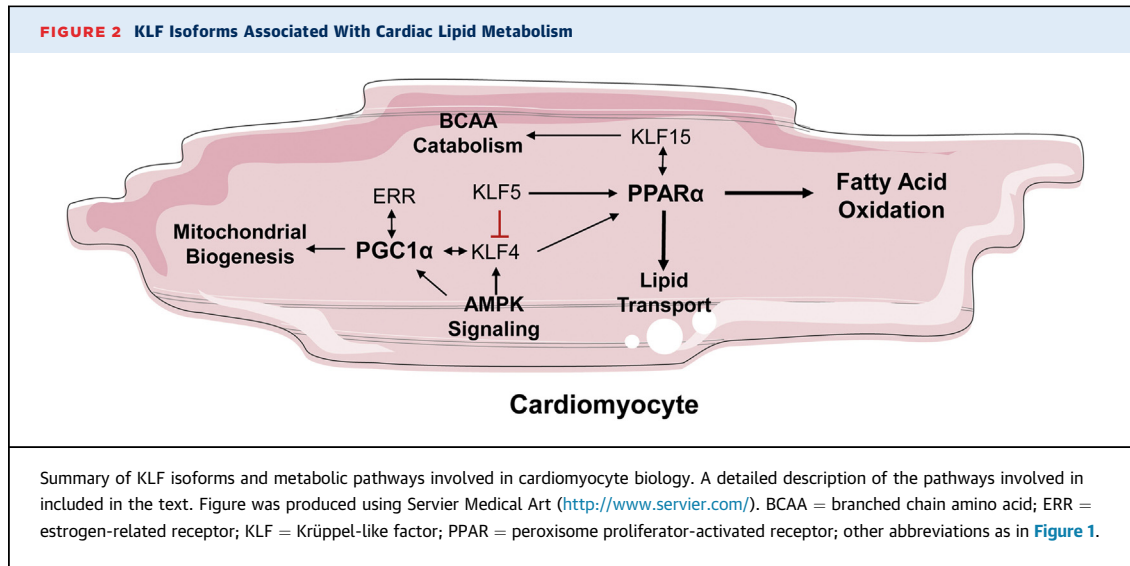 FIGURE 2 KLF Isoforms Associated With Cardiac Lipid Metabolism
BCAA
Catabolism
KLF15
ERR
KLF5
PPARα
Fatty Acid
Oxidation
Mitochondrial
Biogenesis
PGC1α
KLF4
Lipid
Transport
AMPK
Signaling
Cardiomyocyte
Summary of KLF isoforms and metabolic pathways involved in cardiomyocyte biology. A detailed description of the pathways involved in
included in the text. Figure was produced using Servier Medical Art (http://www.servier.com/). BCAA = branched chain amino acid; ERR =
estrogen-related receptor; KLF = Krüppel-like factor; PPAR = peroxisome proliferator-activated receptor; other abbreviations as in Figure 1.